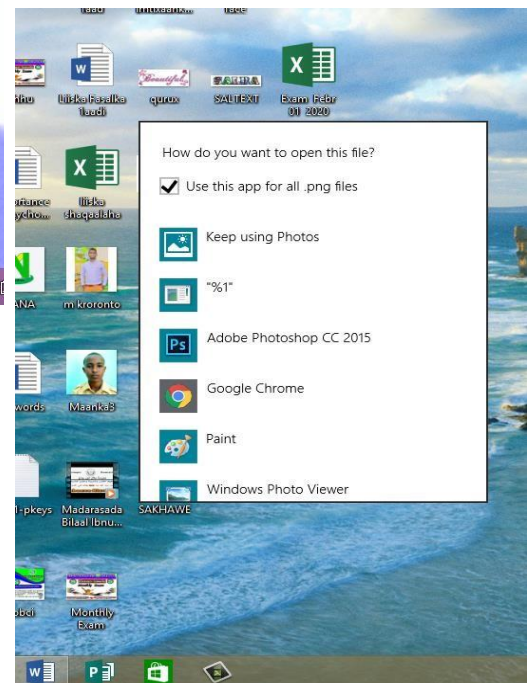 Liiska Fasalka
1aadi
qurux
SALTEXT
Exam Febr
01 2020
liiska
shaqaalaha
How do you want to open this file?
Use this app for all .png files
Keep using Photos
"%1"
Adobe Photoshop CC 2015
Google Chrome
Paint
Windows Photo Viewer
ANA
m kroronto
words
Maanka3
1-pkeys
Madarasada
Bilaal Ibnu...
SAKHAWE
Monthly
Exam